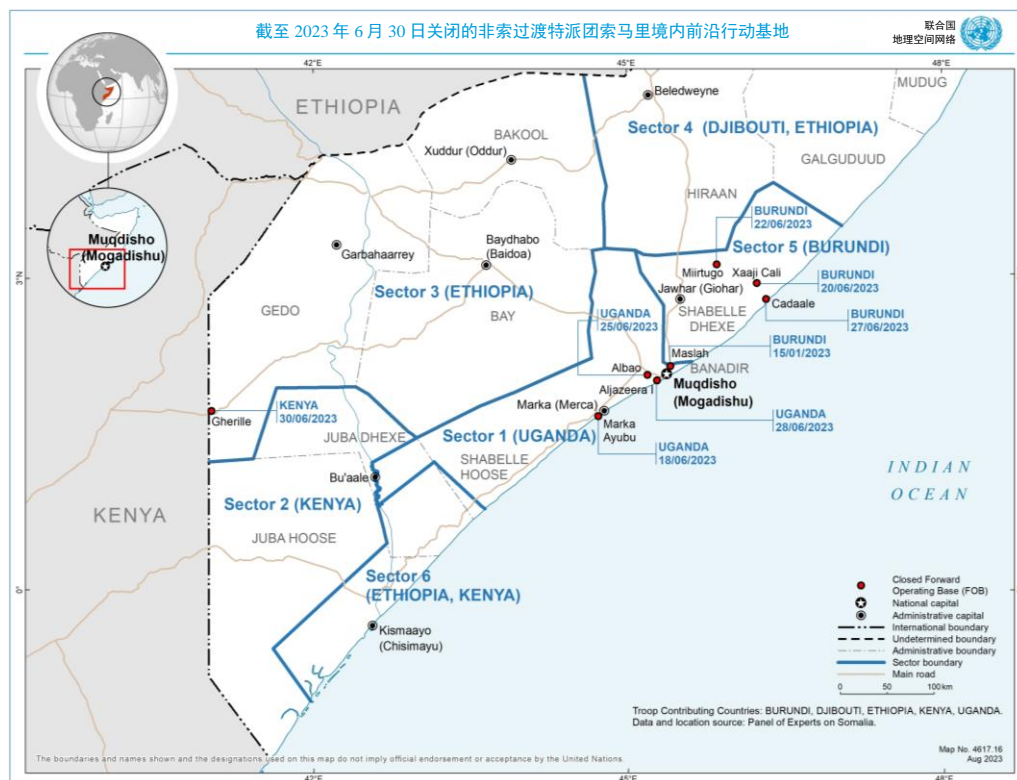 截至 2023 年 6 月 30 日关闭的非索过渡特派团索马里境内前沿行动基地
联合国
地理空间网络
42°E
45°E
48°E
MUDUG
ETHIOPIA
Beledweyne
Sector 4 (DJIBOUTI, ETHIOPIA)
BAKOOL
Xuddur (Oddur)
GALGUDUUD
HIRAAN
BURUNDI
22/06/2023
Muqdisho
(Mogadishu)
Garbahaarrey
Baydhabo
(Baidoa)
Sector 5 (BURUNDI)
Miirtugo
Xaaji Cali
BURUNDI
20/06/2023
3°N
Sector 3 (ETHIOPIA)
Jawhar (Giohar)
Cadaale
GEDO
BAY
UGANDA
25/06/2023
SHABELLE
DHEXE
BURUNDI
27/06/2023
BURUNDI
15/01/2023
Maslah
Albao
BANADIR
Aljazeera I
Muqdisho
(Mogadishu)
KENYA
30/06/2023
Gherille
Marka (Merca)
Marka
Ayubu
UGANDA
28/06/2023
JUBA DHEXE
Sector 1 (UGANDA)
UGANDA
18/06/2023
SHABELLE
HOOSE
Bu'aale
INDIAN
OCEAN
Sector 2 (KENYA)
KENYA
JUBA HOOSE
Sector 6
(ETHIOPIA, KENYA)
0°
Kismaayo
(Chisimayu)
Closed Forward
Operating Base (FOB)
National capital
Administrative capital
International boundary
Undetermined boundary
Administrative boundary
Sector boundary
Main road
0 50 100 km
Troop Contributing Countries: BURUNDI, DJIBOUTI, ETHIOPIA, KENYA, UGANDA.
Data and location source: Panel of Experts on Somalia.
Map No. 4617.16
Aug 2023
The boundaries and names shown and the designations used on this map do not imply official endorsement or acceptance by the United Nations.
42°E
45°E
48°E